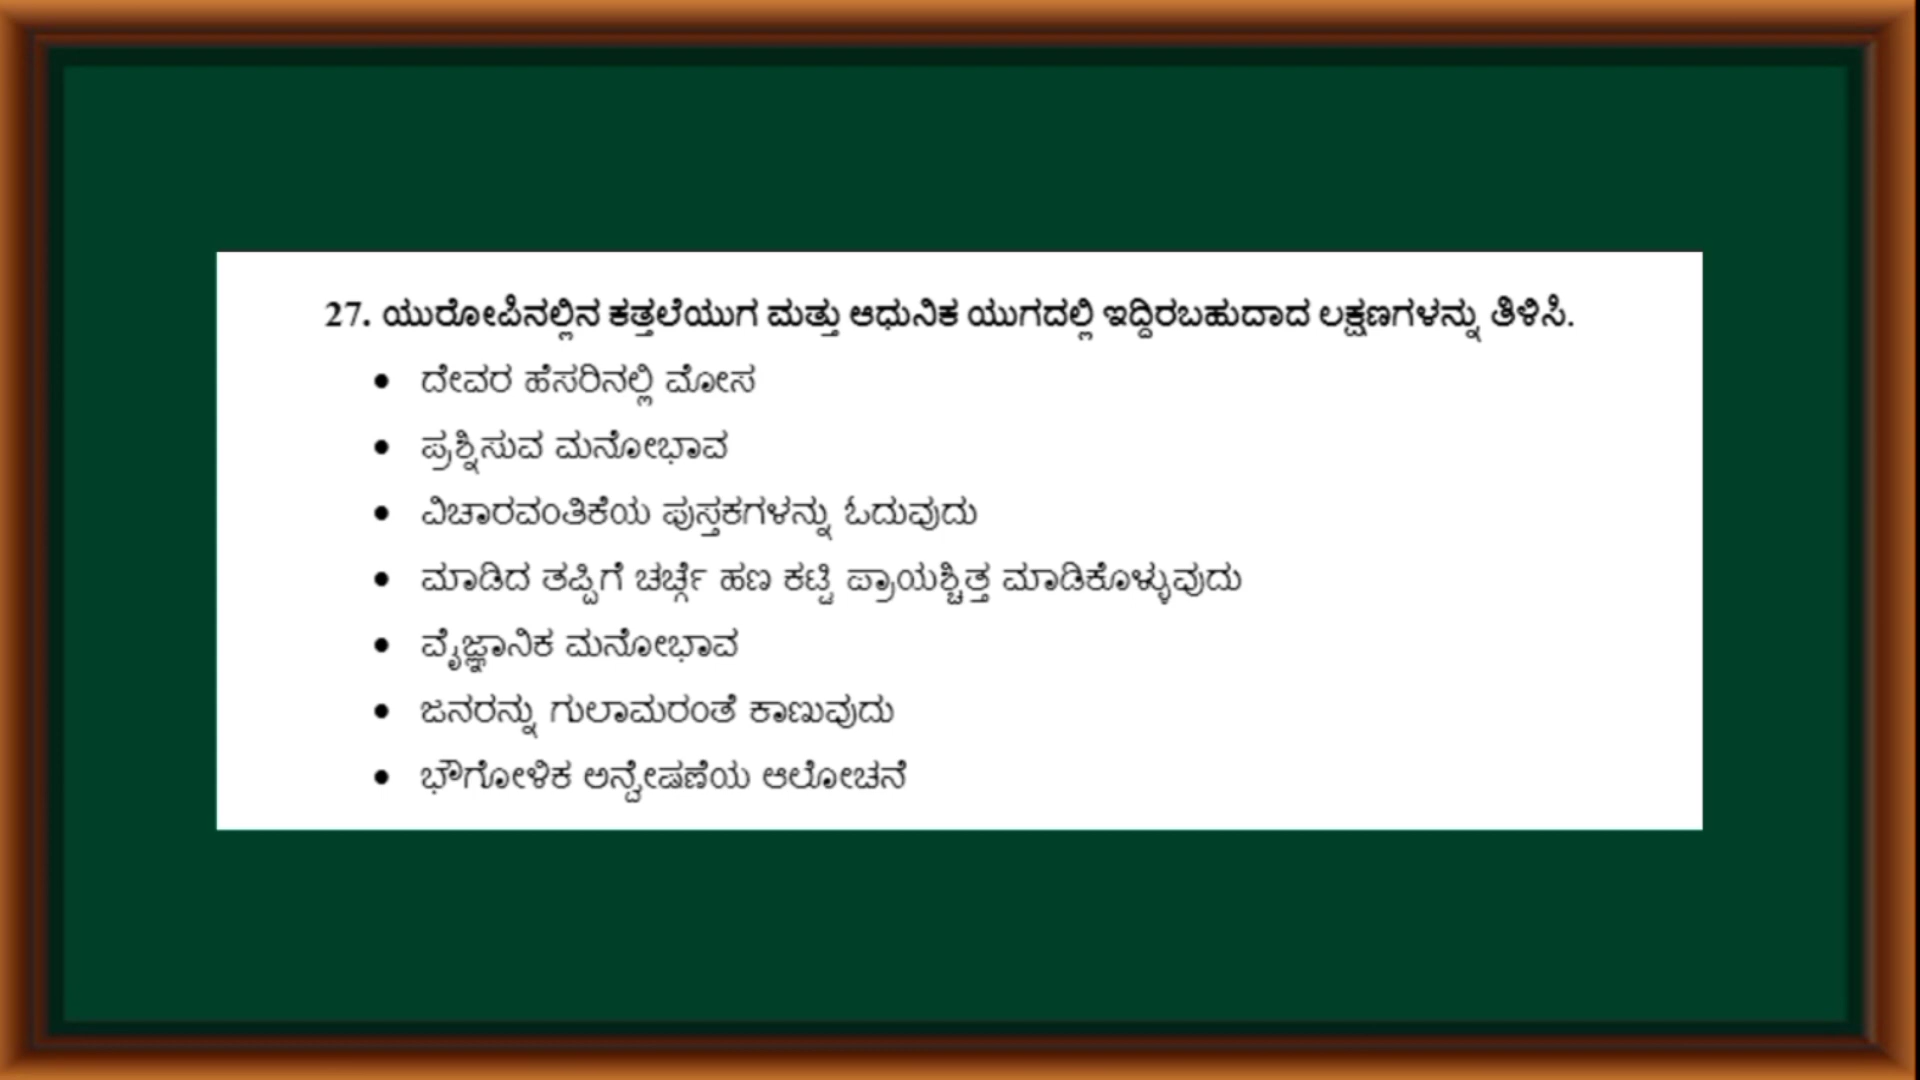 27. ಯುರೋಪಿನಲ್ಲಿನ ಕತ್ತಲೆಯುಗ ಮತ್ತು ಆಧುನಿಕ ಯುಗದಲ್ಲಿ ಇದ್ದಿರಬಹುದಾದ ಲಕ್ಷಣಗಳನ್ನು ತಿಳಿಸಿ.
• ದೇವರ ಹೆಸರಿನಲ್ಲಿ ಮೋಸ
• ಪ್ರಶ್ನಿಸುವ ಮನೋಭಾವ
• ವಿಚಾರವಂತಿಕೆಯ ಪುಸ್ತಕಗಳನ್ನು ಓದುವುದು
• ಮಾಡಿದ ತಪ್ಪಿಗೆ ಚರ್ಚ್ಗೆ ಹಣ ಕಟ್ಟಿ ಪ್ರಾಯಶ್ಚಿತ್ತ ಮಾಡಿಕೊಳ್ಳುವುದು
• ವೈಜ್ಞಾನಿಕ ಮನೋಭಾವ
• ಜನರನ್ನು ಗುಲಾಮರಂತೆ ಕಾಣುವುದು
• ಭೌಗೋಳಿಕ ಅನ್ವೇಷಣೆಯ ಆಲೋಚನೆ